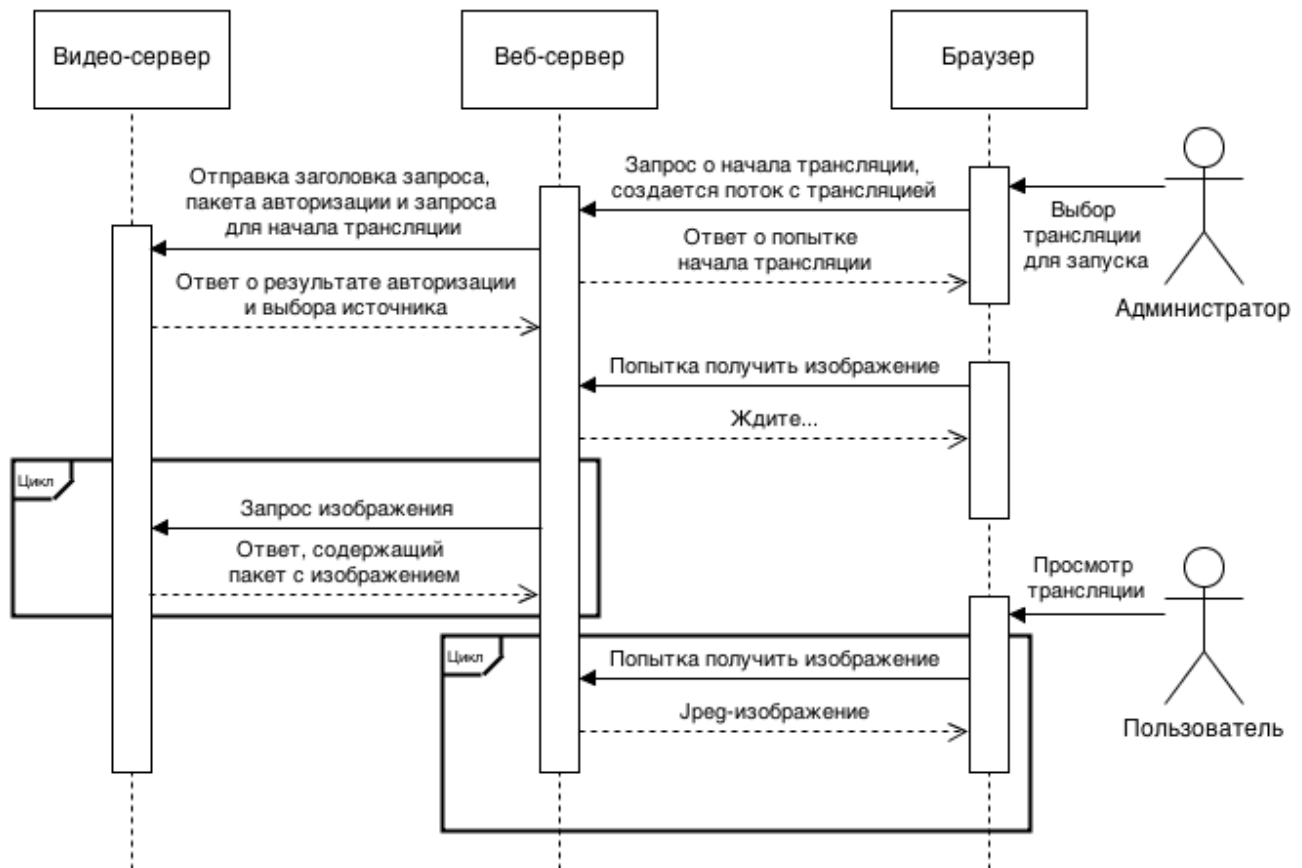 Видео-сервер
Веб-сервер
Браузер
Запрос о начала трансляции,
создается поток с трансляцией
Отправка заголовка запроса,
пакета авторизации и запроса
для начала трансляции
Выбор
трансляции
для запуска
Ответ о попытке
начала трансляции
Ответ о результате авторизации
и выбора источника
Администратор
Попытка получить изображение
Ждите...
Цикл
Запрос изображения
Ответ, содержащий
пакет с изображением
Просмотр
трансляции
Цикл
Попытка получить изображение
Jpeg-изображение
Пользователь